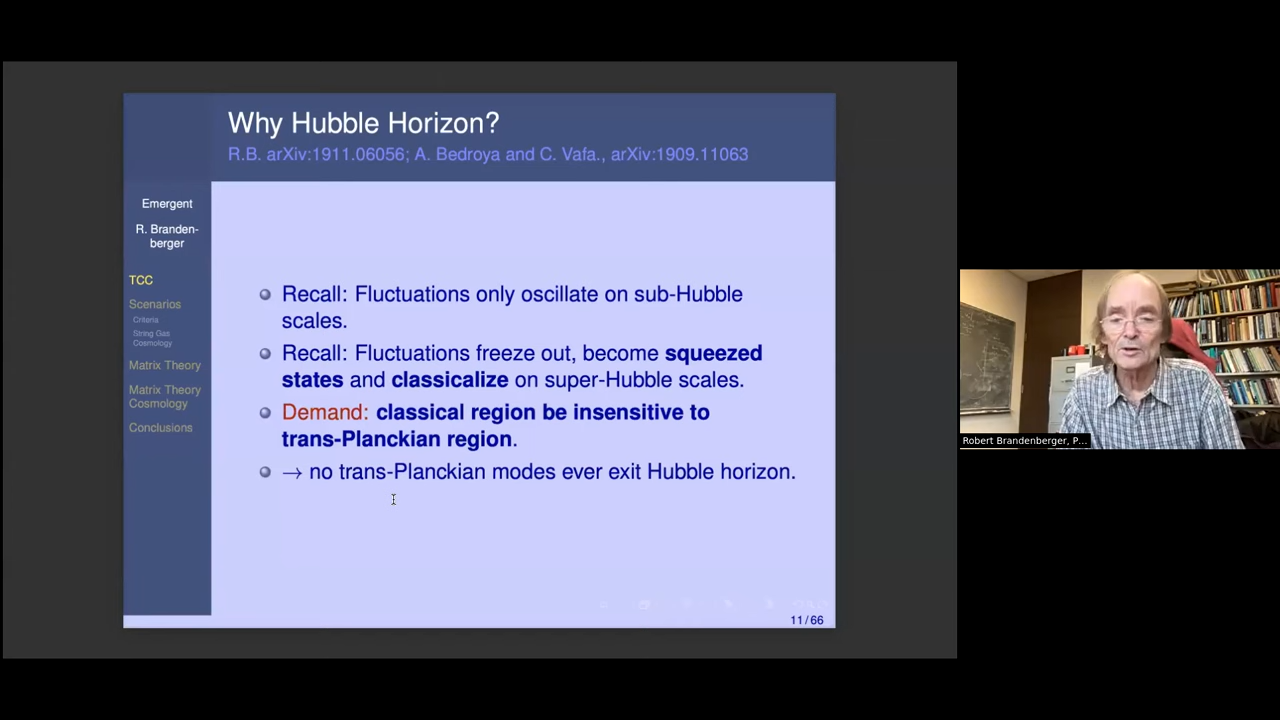 Why Hubble Horizon?
R.B. arXiv:1911.06056; A. Bedroya and C. Vafa., arXiv:1909.11063
Emergent
R. Branden-
berger
TCC
Scenarios
Criteria
String Gas
Cosmology
Matrix Theory
Matrix Theory
Cosmology
Conclusions
Recall: Fluctuations only oscillate on sub-Hubble
scales.
Recall: Fluctuations freeze out, become squeezed
states and classicalize on super-Hubble scales.
Demand: classical region be insensitive to
trans-Planckian region.
→ no trans-Planckian modes ever exit Hubble horizon.
11/66
Robert Brandenberger, P...